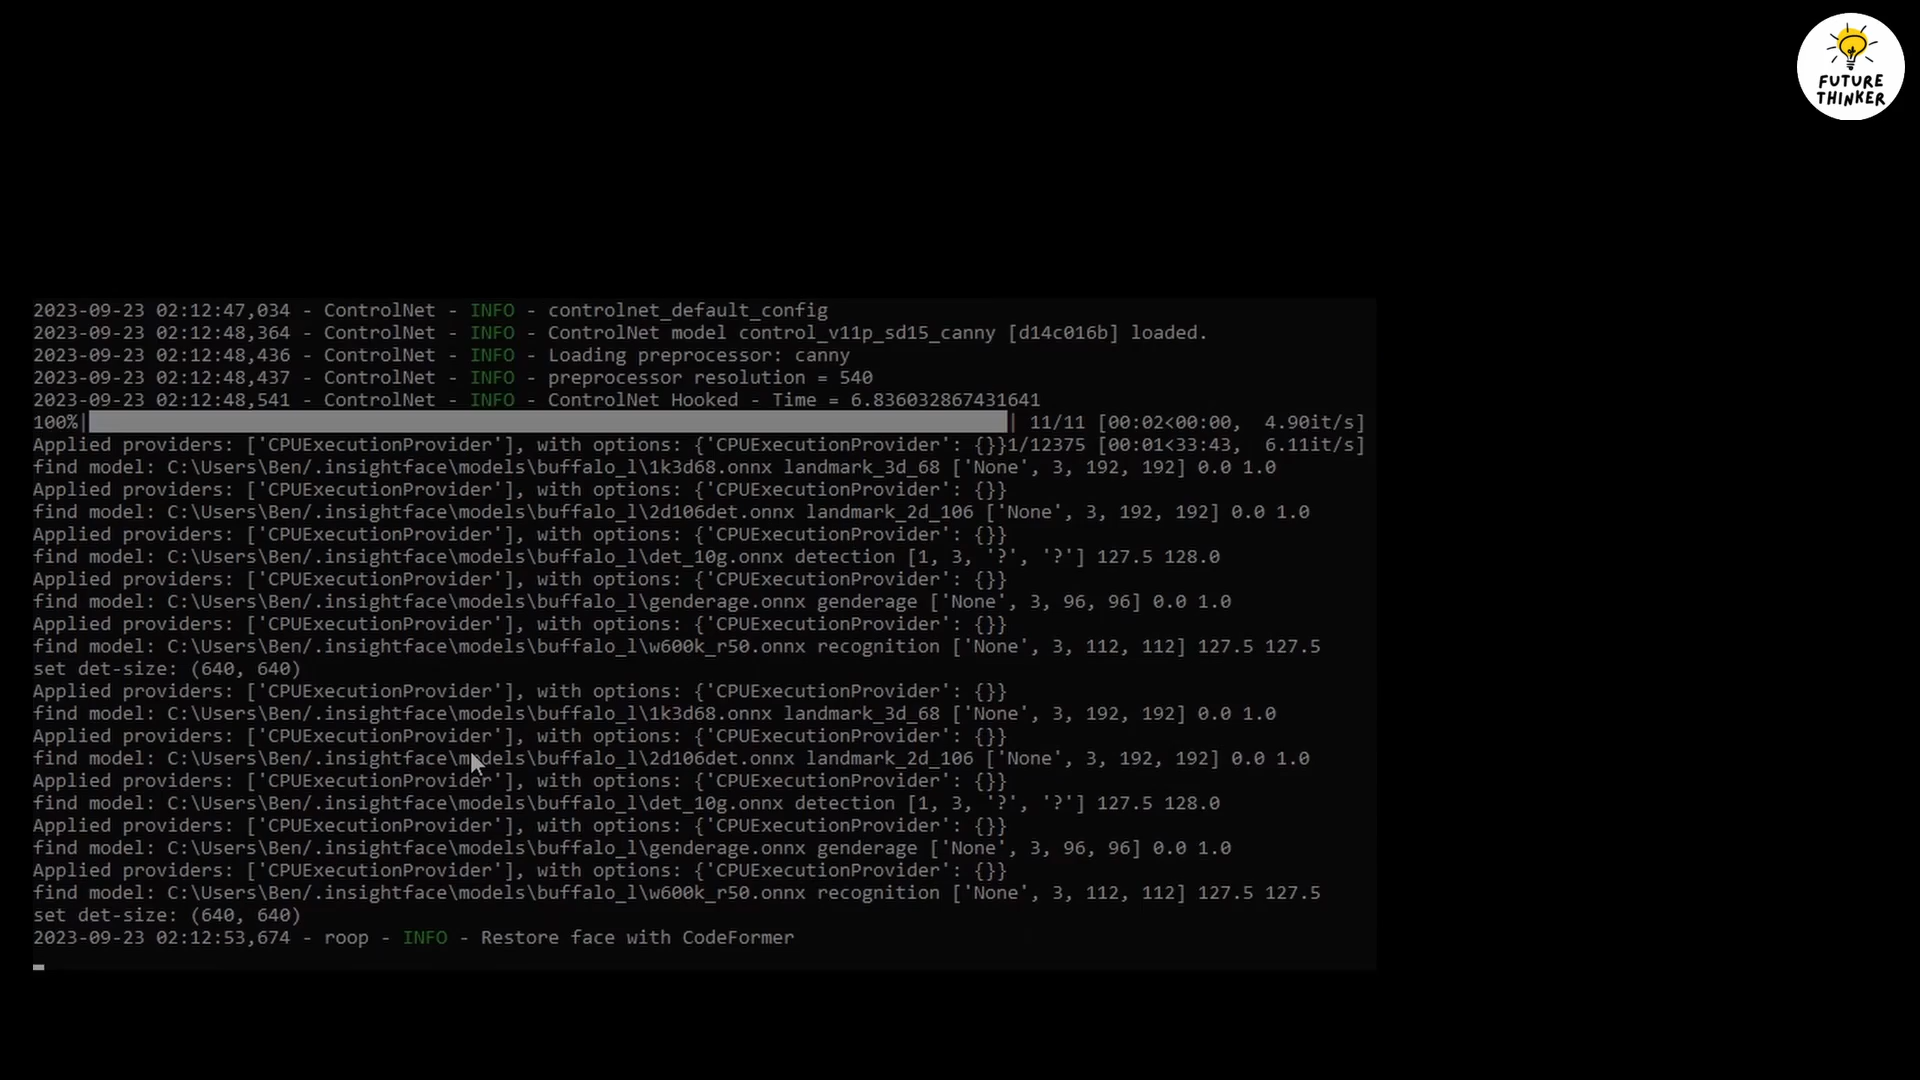 FUTURE
THINKER
2023-09-23 02:12:47,034 - ControlNet - INFO - controlnet_default_config
2023-09-23 02:12:48,364 - ControlNet - INFO - ControlNet model control_v11p_sd15_canny [d14c016b] loaded.
2023-09-23 02:12:48,436 - ControlNet - INFO - Loading preprocessor: canny
2023-09-23 02:12:48,437 - ControlNet - INFO - preprocessor resolution = 540
2023-09-23 02:12:48,541 - ControlNet - INFO - ControlNet Hooked - Time = 6.836032867431641
100%| | 11/11 [00:02<00:00, 4.90it/s]
Applied providers: ['CPUExecutionProvider'], with options: {'CPUExecutionProvider': {}}1/12375 [00:01<33:43, 6.11it/s]
find model: C:\Users\Ben/.insightface\models\buffalo_l\1k3d68.onnx landmark_3d_68 ['None', 3, 192, 192] 0.0 1.0
Applied providers: ['CPUExecutionProvider'], with options: {'CPUExecutionProvider': {}}
find model: C:\Users\Ben/.insightface\models\buffalo_l\2d106det.onnx landmark_2d_106 ['None', 3, 192, 192] 0.0 1.0
Applied providers: ['CPUExecutionProvider'], with options: {'CPUExecutionProvider': {}}
find model: C:\Users\Ben/.insightface\models\buffalo_l\det_10g.onnx detection [1, 3, '?', '?'] 127.5 128.0
Applied providers: ['CPUExecutionProvider'], with options: {'CPUExecutionProvider': {}}
find model: C:\Users\Ben/.insightface\models\buffalo_l\genderage.onnx genderage ['None', 3, 96, 96] 0.0 1.0
Applied providers: ['CPUExecutionProvider'], with options: {'CPUExecutionProvider': {}}
find model: C:\Users\Ben/.insightface\models\buffalo_l\w600k_r50.onnx recognition ['None', 3, 112, 112] 127.5 127.5
set det-size: (640, 640)
Applied providers: ['CPUExecutionProvider'], with options: {'CPUExecutionProvider': {}}
find model: C:\Users\Ben/.insightface\models\buffalo_l\1k3d68.onnx landmark_3d_68 ['None', 3, 192, 192] 0.0 1.0
Applied providers: ['CPUExecutionProvider'], with options: {'CPUExecutionProvider': {}}
find model: C:\Users\Ben/.insightface\models\buffalo_l\2d106det.onnx landmark_2d_106 ['None', 3, 192, 192] 0.0 1.0
Applied providers: ['CPUExecutionProvider'], with options: {'CPUExecutionProvider': {}}
find model: C:\Users\Ben/.insightface\models\buffalo_l\det_10g.onnx detection [1, 3, '?', '?'] 127.5 128.0
Applied providers: ['CPUExecutionProvider'], with options: {'CPUExecutionProvider': {}}
find model: C:\Users\Ben/.insightface\models\buffalo_l\genderage.onnx genderage ['None', 3, 96, 96] 0.0 1.0
Applied providers: ['CPUExecutionProvider'], with options: {'CPUExecutionProvider': {}}
find model: C:\Users\Ben/.insightface\models\buffalo_l\w600k_r50.onnx recognition ['None', 3, 112, 112] 127.5 127.5
set det-size: (640, 640)
2023-09-23 02:12:53,674 - roop - INFO - Restore face with CodeFormer